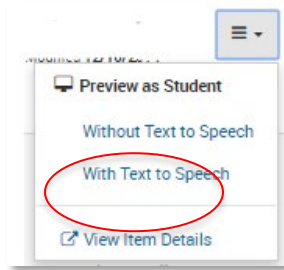 Preview as Student
Without Text to Speech
With Text to Speech
View Item Details